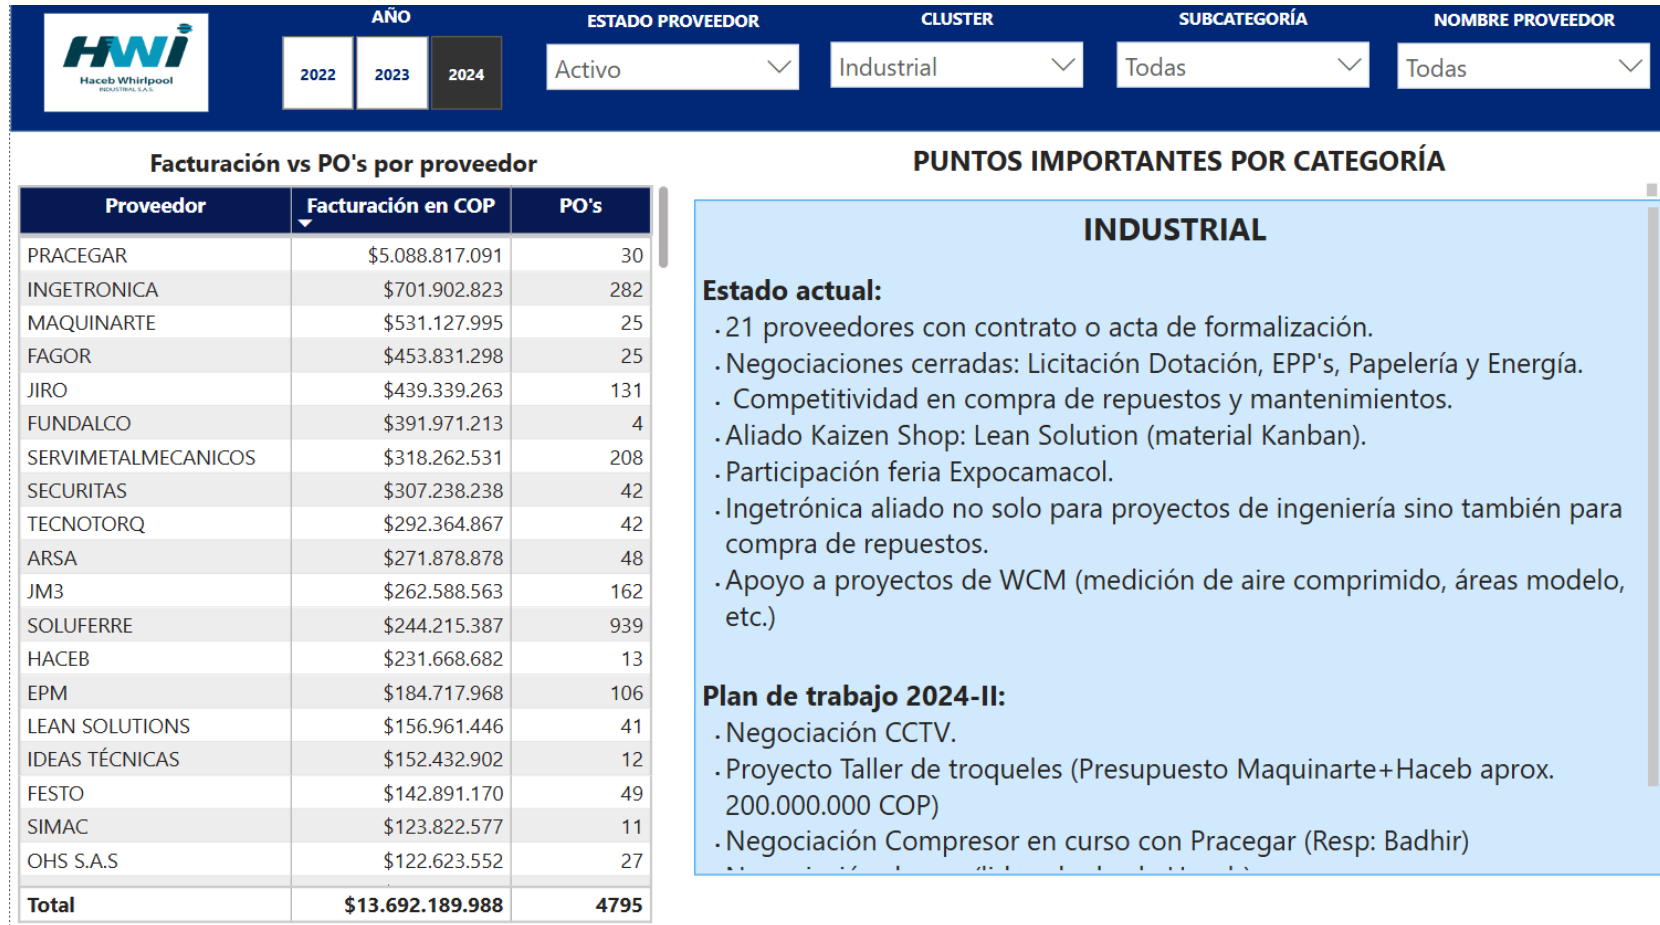 HWI
Haceb Whirlpool
INDUSTRIAL S.A.S.
AÑO
2022 2023 2024
ESTADO PROVEEDOR
Activo
CLUSTER
Industrial
SUBCATEGORÍA
Todas
NOMBRE PROVEEDOR
Todas
Facturación vs PO's por proveedor
Proveedor Facturación en COP PO's
PRACEGAR $5.088.817.091 30
INGETRONICA $701.902.823 282
MAQUINARTE $531.127.995 25
FAGOR $453.831.298 25
JIRO $439.339.263 131
FUNDALCO $391.971.213 4
SERVIMETALMECANICOS $318.262.531 208
SECURITAS $307.238.238 42
TECNOTORQ $292.364.867 42
ARSA $271.878.878 48
JM3 $262.588.563 162
SOLUFERRE $244.215.387 939
HACEB $231.668.682 13
EPM $184.717.968 106
LEAN SOLUTIONS $156.961.446 41
IDEAS TÉCNICAS $152.432.902 12
FESTO $142.891.170 49
SIMAC $123.822.577 11
OHS S.A.S $122.623.552 27
Total $13.692.189.988 4795
PUNTOS IMPORTANTES POR CATEGORÍA
INDUSTRIAL
Estado actual:
· 21 proveedores con contrato o acta de formalización.
· Negociaciones cerradas: Licitación Dotación, EPP's, Papelería y Energía.
· Competitividad en compra de repuestos y mantenimientos.
· Aliado Kaizen Shop: Lean Solution (material Kanban).
· Participación feria Expocamacol.
· Ingetrónica aliado no solo para proyectos de ingeniería sino también para
compra de repuestos.
· Apoyo a proyectos de WCM (medición de aire comprimido, áreas modelo,
etc.)
Plan de trabajo 2024-II:
· Negociación CCTV.
· Proyecto Taller de troqueles (Presupuesto Maquinarte+Haceb aprox.
200.000.000 COP)
· Negociación Compresor en curso con Pracegar (Resp: Badhir)